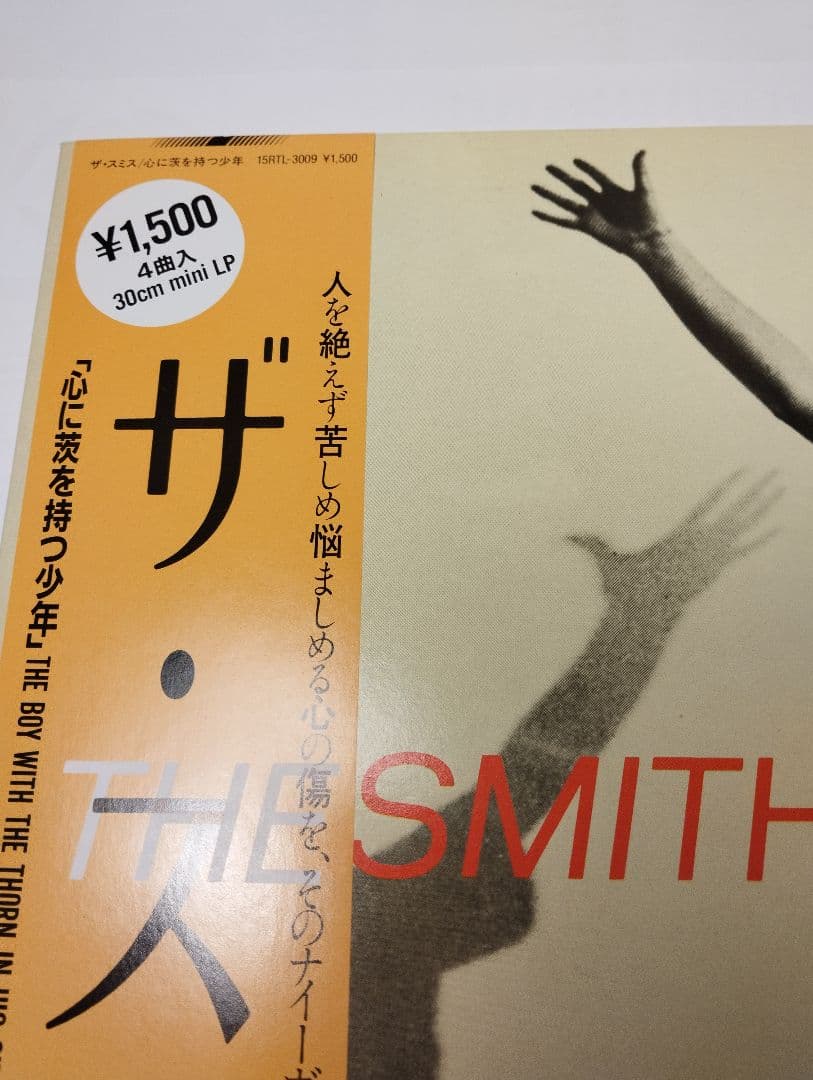 ザ・スミス/心に茨を持つ少年 15RTL-3009 ¥1,500
¥1,500
4曲入
30cm mini LP
人を絶えず苦しめ悩ましめる心の傷を、そのナイーヴ
ザ・ス
「心に茨を持つ少年」THE BOY WITH THE THORN IN HIS
THE SMITH